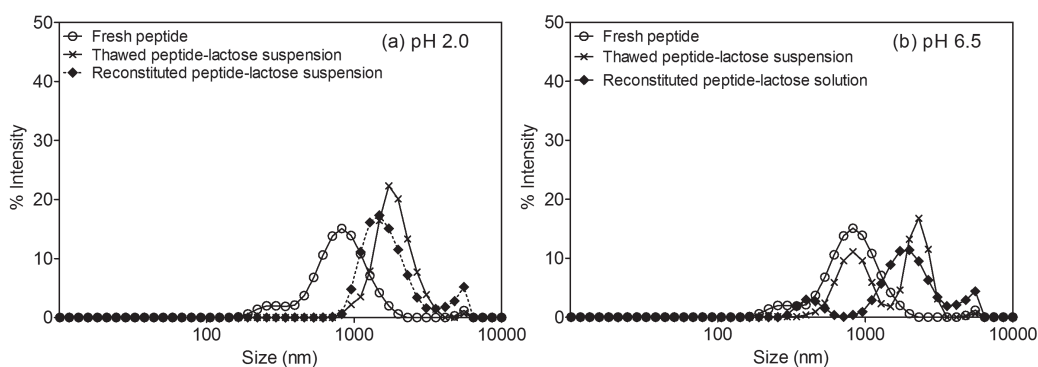 50
40
30
20
10
0
% Intensity
Fresh peptide
Thawed peptide-lactose suspension
Reconstituted peptide-lactose suspension
(a) pH 2.0
100
1000
10000
Size (nm)
50
40
30
20
10
0
% Intensity
Fresh peptide
Thawed peptide-lactose suspension
Reconstituted peptide-lactose solution
(b) pH 6.5
100
1000
10000
Size (nm)